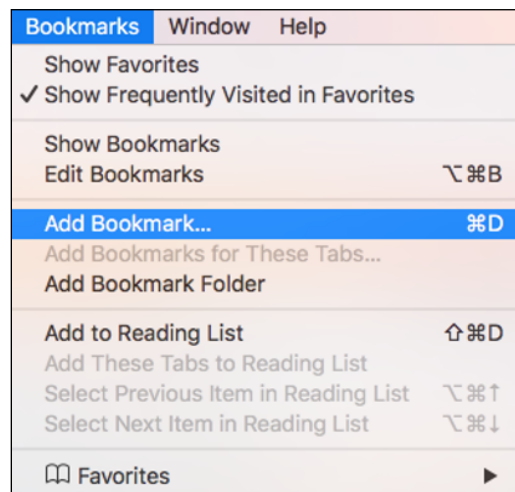 Bookmarks Window Help
Show Favorites
✓ Show Frequently Visited in Favorites
Show Bookmarks
Edit Bookmarks ⌥⌘B
Add Bookmark... ⌘D
Add Bookmarks for These Tabs...
Add Bookmark Folder
Add to Reading List ⇧⌘D
Add These Tabs to Reading List
Select Previous Item in Reading List ⌥⌘↑
Select Next Item in Reading List ⌥⌘↓
Favorites ▶